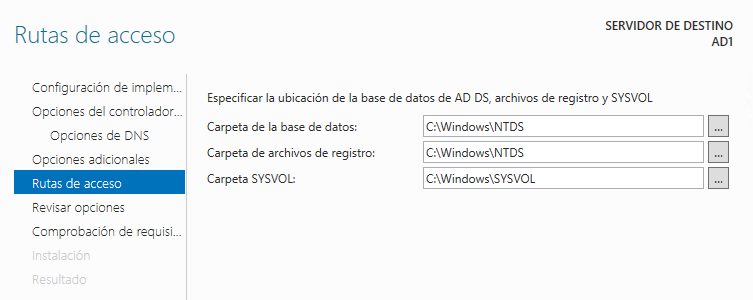 Rutas de acceso
SERVIDOR DE DESTINO
AD1
Configuración de implem...
Opciones del controlador...
Opciones de DNS
Opciones adicionales
Rutas de acceso
Revisar opciones
Comprobación de requisi...
Instalación
Resultado
Especificar la ubicación de la base de datos de AD DS, archivos de registro y SYSVOL
Carpeta de la base de datos: C:\Windows\NTDS ...
Carpeta de archivos de registro: C:\Windows\NTDS ...
Carpeta SYSVOL: C:\Windows\SYSVOL ...